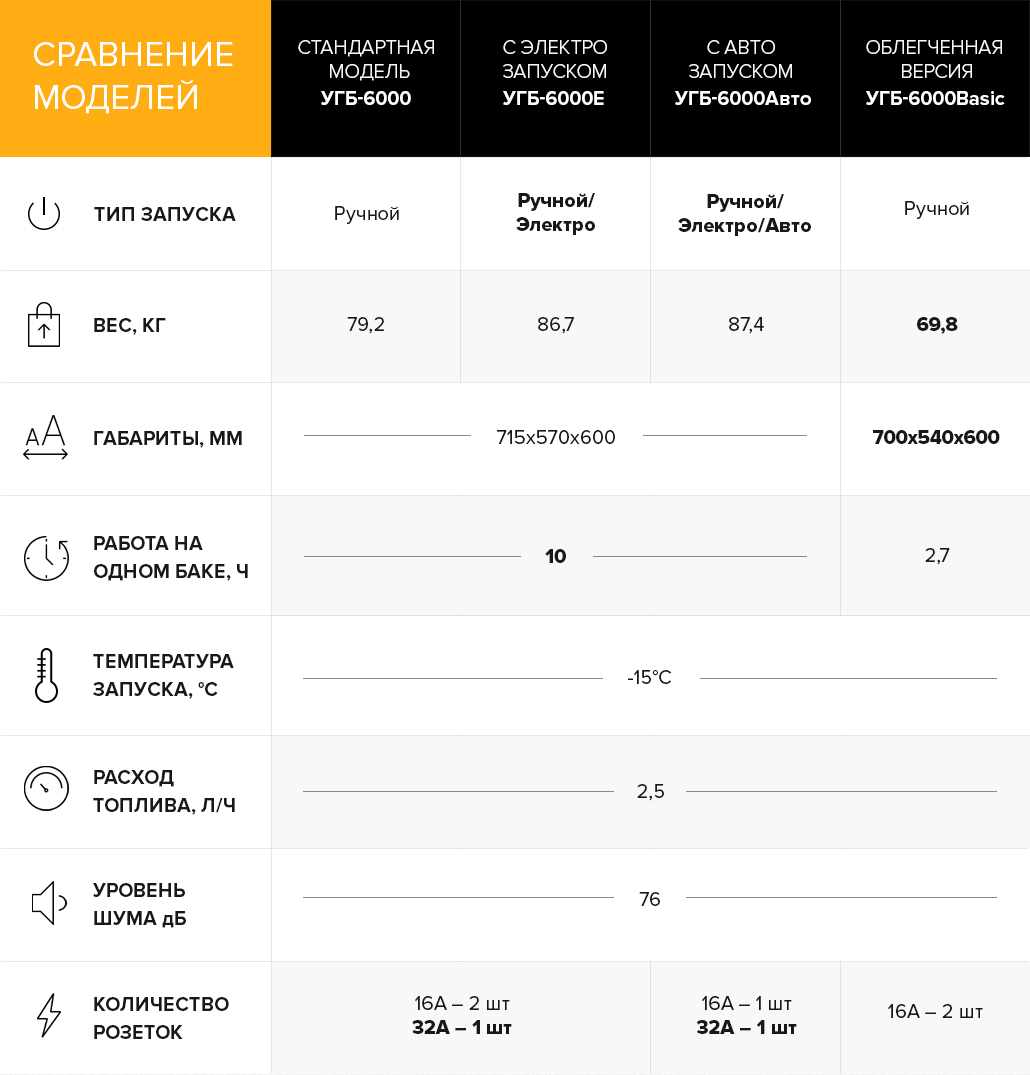 СРАВНЕНИЕ
МОДЕЛЕЙ
СТАНДАРТНАЯ
МОДЕЛЬ
УГБ-6000
С ЭЛЕКТРО
ЗАПУСКОМ
УГБ-6000Е
С АВТО
ЗАПУСКОМ
УГБ-6000Авто
ОБЛЕГЧЕННАЯ
ВЕРСИЯ
УГБ-6000Basic
ТИП ЗАПУСКА
Ручной
Ручной/
Электро
Ручной/
Электро/Авто
Ручной
ВЕС, КГ
79,2
86,7
87,4
69,8
ГАБАРИТЫ, ММ
715x570x600
700x540x600
РАБОТА НА
ОДНОМ БАКЕ, Ч
10
2,7
ТЕМПЕРАТУРА
ЗАПУСКА, °С
-15°С
РАСХОД
ТОПЛИВА, Л/Ч
2,5
УРОВЕНЬ
ШУМА дБ
76
КОЛИЧЕСТВО
РОЗЕТОК
16А – 2 шт
32А – 1 шт
16А – 1 шт
32А – 1 шт
16А – 2 шт